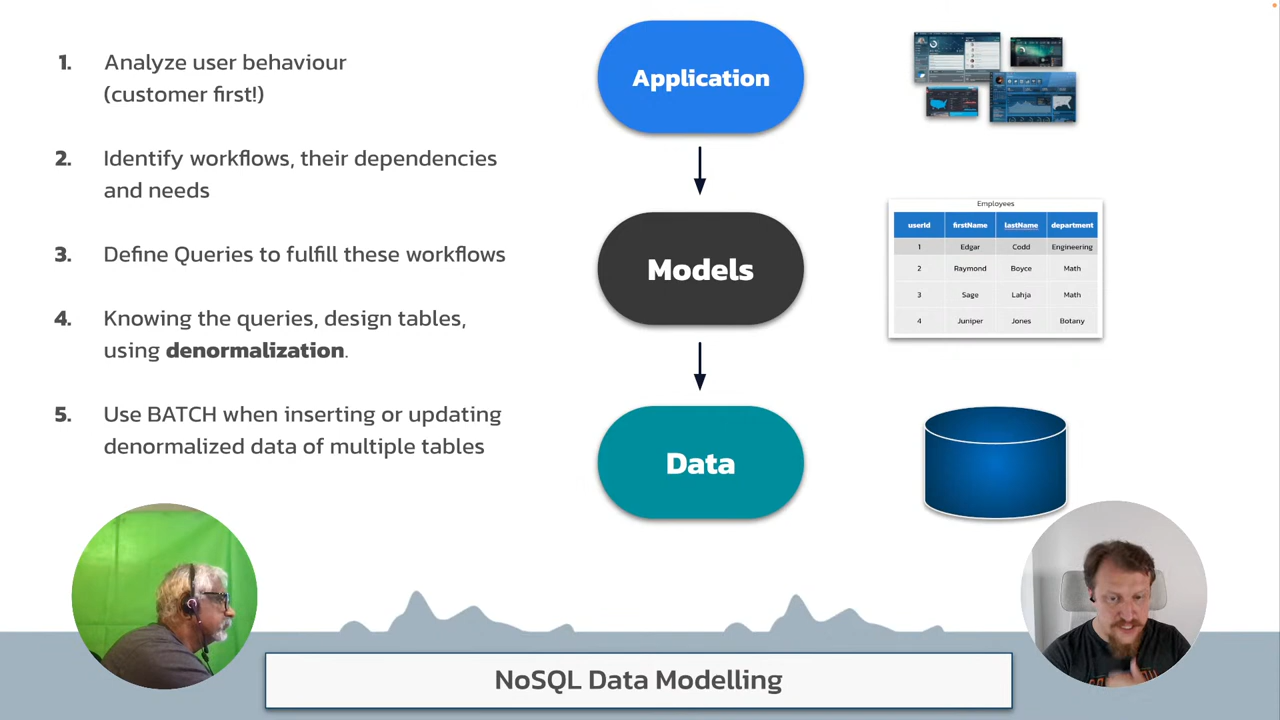 1. Analyze user behaviour
(customer first!)
2. Identify workflows, their dependencies
and needs
3. Define Queries to fulfill these workflows
4. Knowing the queries, design tables,
using denormalization.
5. Use BATCH when inserting or updating
denormalized data of multiple tables
Application
Models
Data
Employees
userId firstName lastName department
1 Edgar Codd Engineering
2 Raymond Boyce Math
3 Sage Lahja Math
4 Juniper Jones Botany
NoSQL Data Modelling